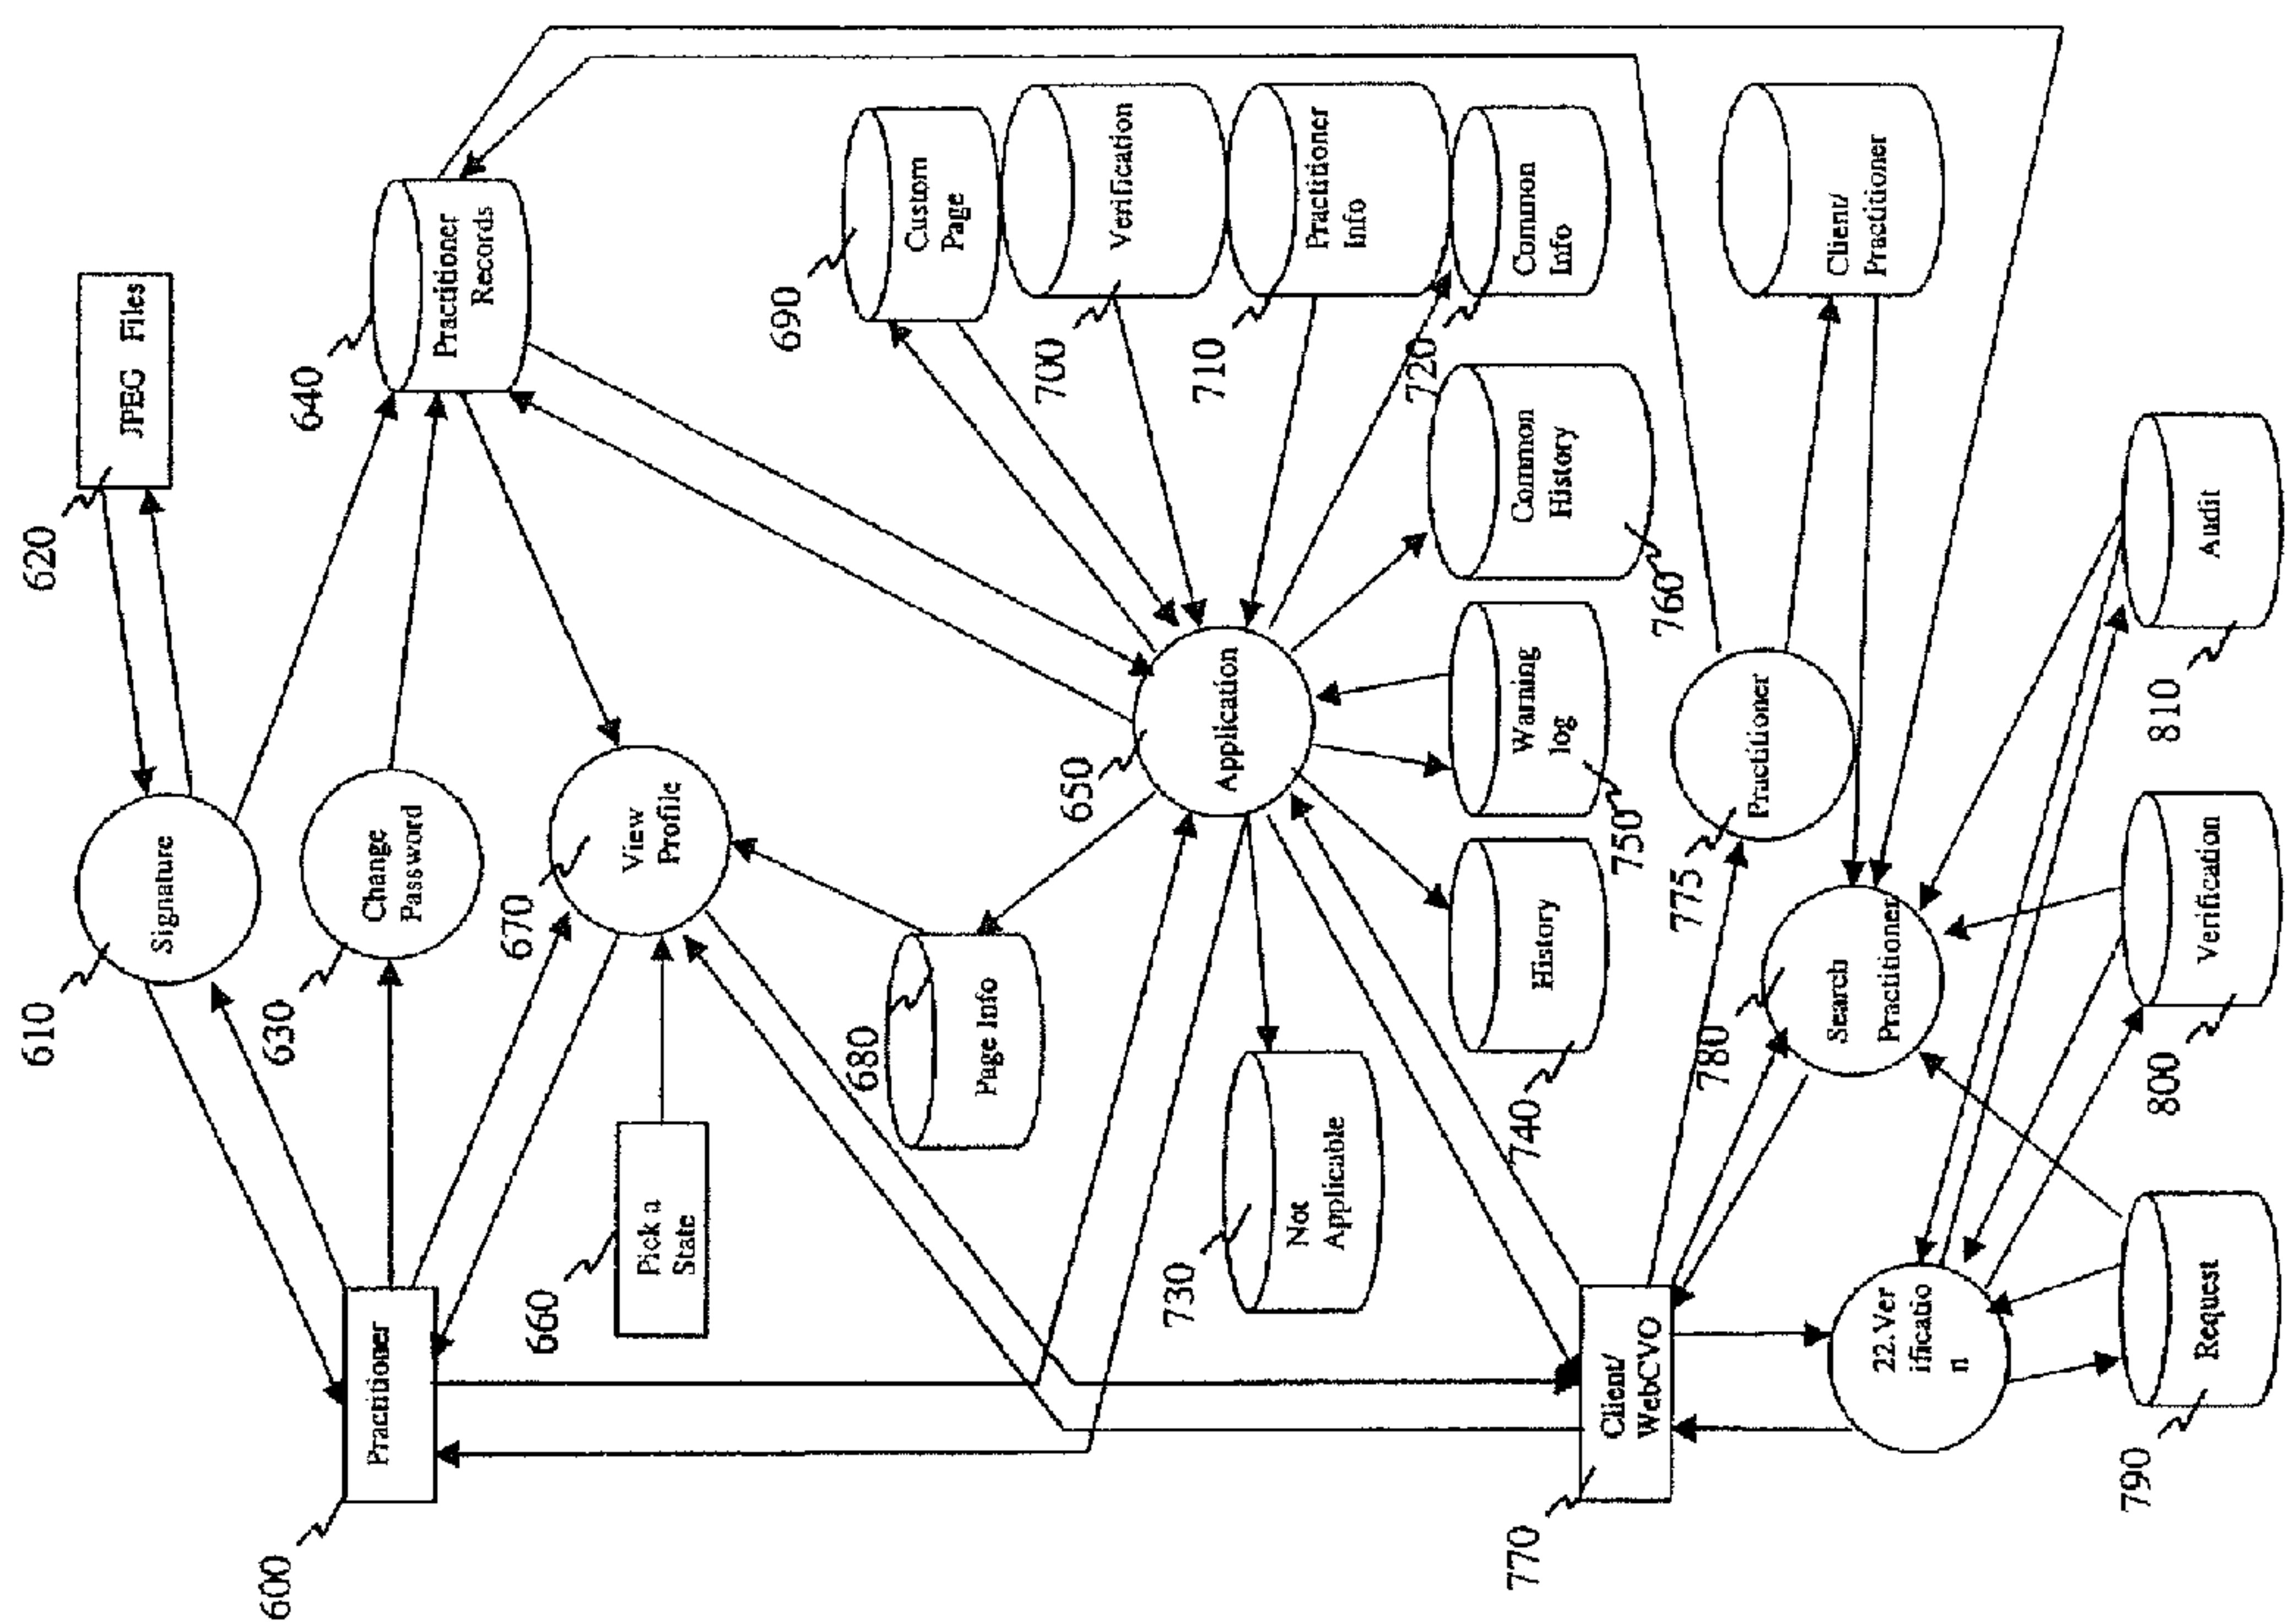 600
Practitioner
610
Signature
620
JPEG Files
630
Change
Password
640
Practitioner
Records
660
Pick a
State
670
View
Profile
680
Page Info
690
Custom
Page
700
Verification
710
Practitioner
Info
720
Common
Info
650
Application
730
Not
Applicable
740
History
750
Warning
log
760
Common
History
770
Client/
WebCVO
775
Practitioner
Client/
Practitioner
780
Search
Practitioner
22.Ver
ificatio
n
790
Request
800
Verification
810
Audit